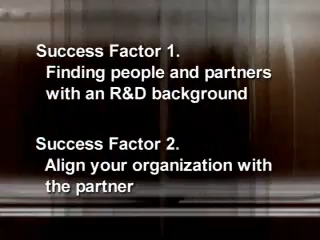 Success Factor 1.
Finding people and partners
with an R&D background
Success Factor 2.
Align your organization with
the partner